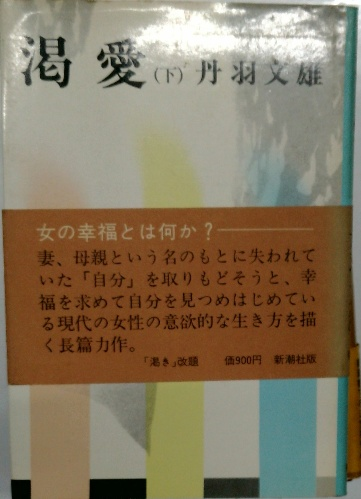 渇愛(下)丹羽文雄
女の幸福とは何か?―
妻、母親という名のもとに失われて
いた「自分」を取りもどそうと、幸
福を求めて自分を見つめはじめてい
る現代の女性の意欲的な生き方を描
く長篇力作。
「渇き」改題 価900円 新潮社版